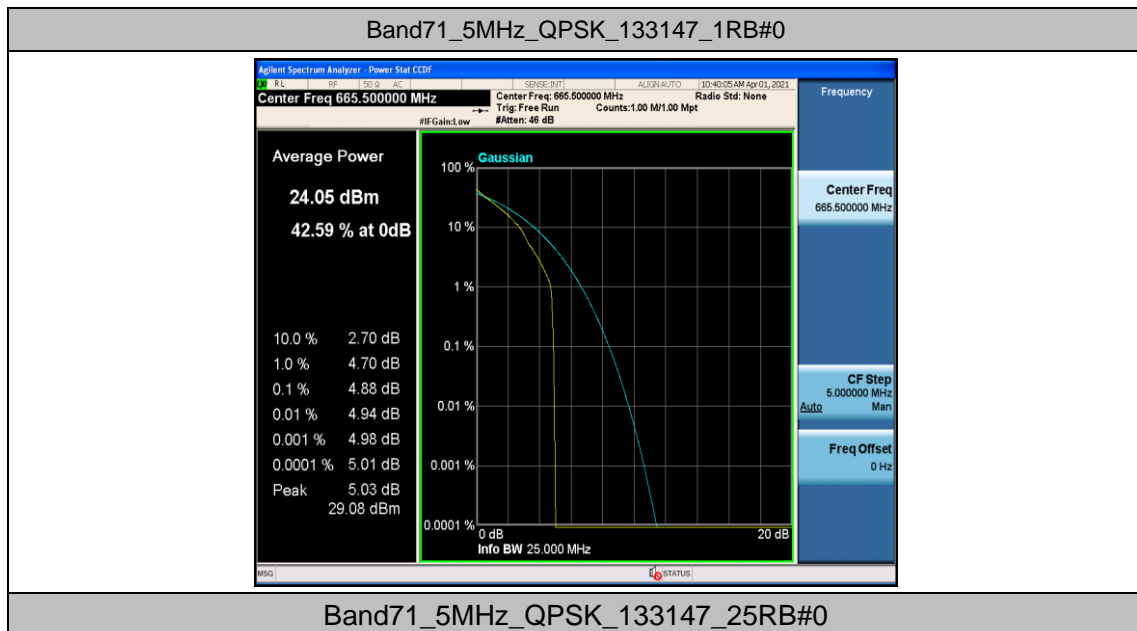 Band71_5MHz_QPSK_133147_1RB#0
Agilent Spectrum Analyzer - Power Stat CCDF
RL RF 50 Ω AC SENSE:INT ALIGNAUTO 10:40:05 AM Apr 01, 2021
Center Freq 665.500000 MHz
Center Freq: 665.500000 MHz Radio Std: None
Trig: Free Run Counts:1.00 M/1.00 Mpt
#IFGain:Low #Atten: 46 dB
Frequency
Average Power
24.05 dBm
42.59 % at 0dB
10.0 % 2.70 dB
1.0 % 4.70 dB
0.1 % 4.88 dB
0.01 % 4.94 dB
0.001 % 4.98 dB
0.0001 % 5.01 dB
Peak 5.03 dB
29.08 dBm
Gaussian
100 %
10 %
1 %
0.1 %
0.01 %
0.001 %
0.0001 %
0 dB 20 dB
Info BW 25.000 MHz
Center Freq
665.500000 MHz
CF Step
5.000000 MHz
Auto Man
Freq Offset
0 Hz
MSG STATUS
Band71_5MHz_QPSK_133147_25RB#0